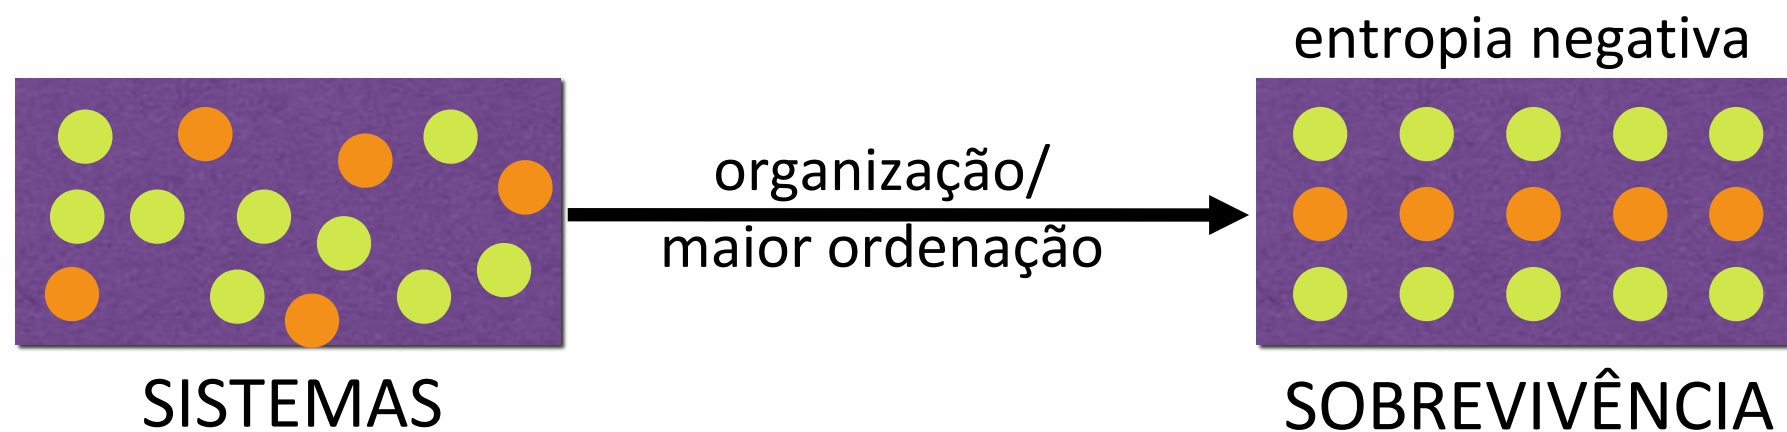 entropia negativa
organização/
maior ordenação
SISTEMAS
SOBREVIVÊNCIA